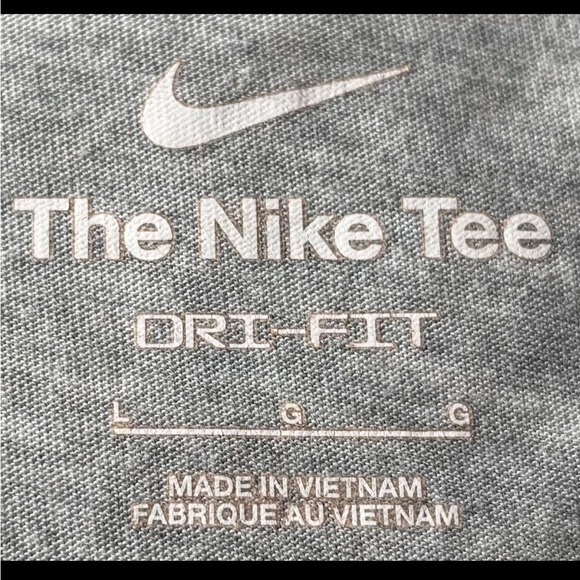 The Nike Tee
DRI-FIT
L G G
MADE IN VIETNAM
FABRIQUE AU VIETNAM